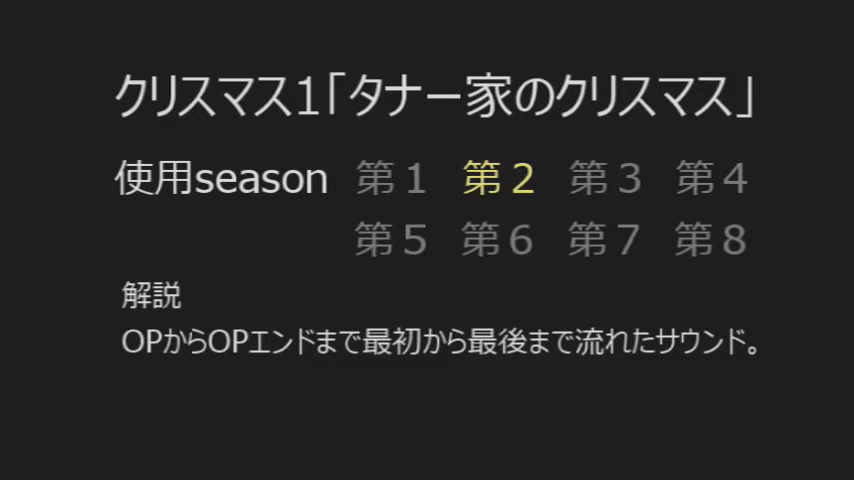 クリスマス1「タナー家のクリスマス」
使用season 第１ 第２ 第３ 第４
第５ 第６ 第７ 第８
解説
OPからOPエンドまで最初から最後まで流れたサウンド。